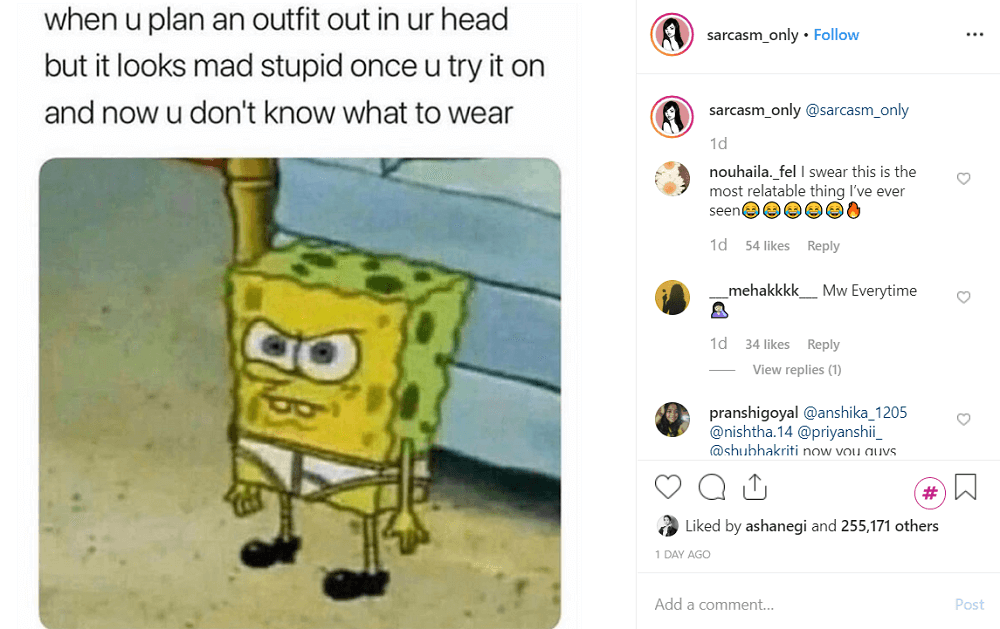 when u plan an outfit out in ur head
but it looks mad stupid once u try it on
and now u don't know what to wear
sarcasm_only • Follow
sarcasm_only @sarcasm_only
1d
nouhaila._fel I swear this is the
most relatable thing I've ever
seen😂😂😂😂😂🔥
1d 54 likes Reply
___mehakkkk___ Mw Everytime
🤦‍♀️
1d 34 likes Reply
View replies (1)
pranshigoyal @anshika_1205
@nishtha.14 @priyanshii_
@shubhakriti now you guys
#
Liked by ashanegi and 255,171 others
1 DAY AGO
Add a comment... Post